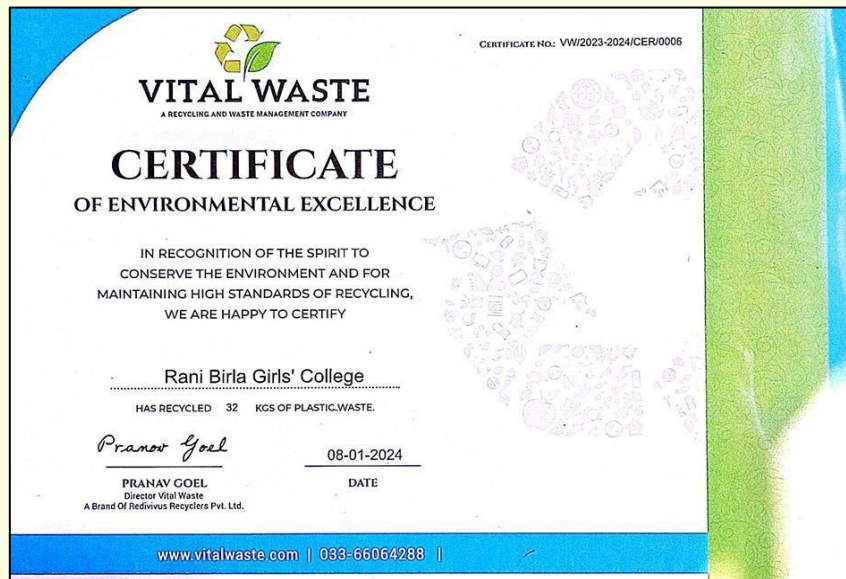 CERTIFICATE NO.: VW/2023-2024/CER/0006
VITAL WASTE
A RECYCLING AND WASTE MANAGEMENT COMPANY
CERTIFICATE
OF ENVIRONMENTAL EXCELLENCE
IN RECOGNITION OF THE SPIRIT TO
CONSERVE THE ENVIRONMENT AND FOR
MAINTAINING HIGH STANDARDS OF RECYCLING,
WE ARE HAPPY TO CERTIFY
Rani Birla Girls' College
HAS RECYCLED 32 KGS OF PLASTIC WASTE.
Pranav Goel
08-01-2024
PRANAV GOEL
DATE
Director Vital Waste
A Brand Of Redivivus Recyclers Pvt. Ltd.
www.vitalwaste.com | 033-66064288 |